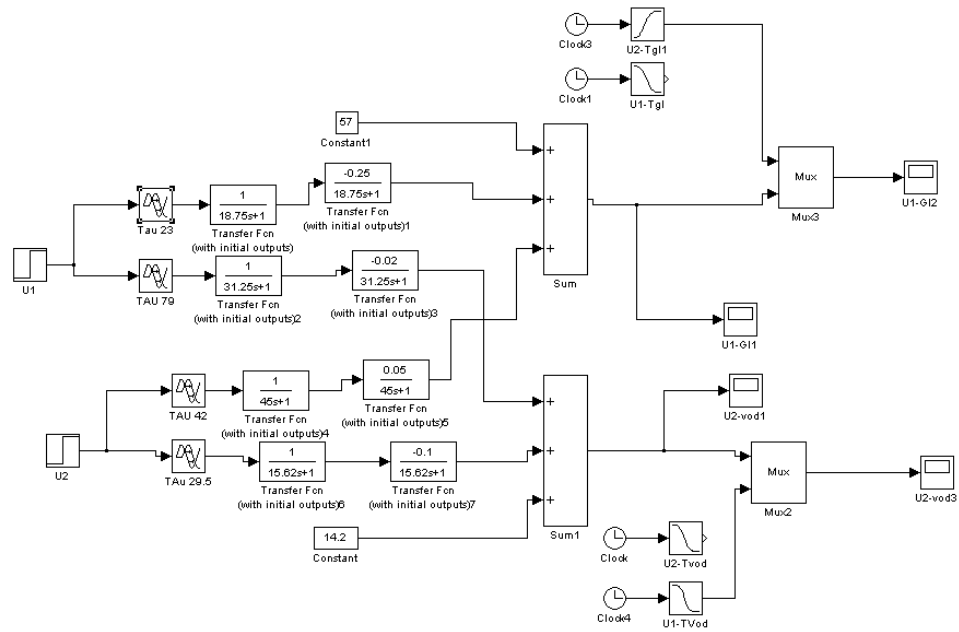 Clock3
U2-Tgl1
Clock1
U1-Tgl
57
Constant1
Mux
Mux3
U1-Gl2
Tau 23
1
18.75s+1
Transfer Fcn
(with initial outputs)
-0.25
18.75s+1
Transfer Fcn
(with initial outputs)1
+
+
+
Sum
U1
TAU 79
1
31.25s+1
Transfer Fcn
(with initial outputs)2
-0.02
31.25s+1
Transfer Fcn
(with initial outputs)3
U1-Gl1
TAU 42
1
45s+1
Transfer Fcn
(with initial outputs)4
0.05
45s+1
Transfer Fcn
(with initial outputs)5
U2-vod1
U2
TAu 29.5
1
15.62s+1
Transfer Fcn
(with initial outputs)6
-0.1
15.62s+1
Transfer Fcn
(with initial outputs)7
+
+
+
Sum1
Mux
Mux2
U2-vod3
14.2
Constant
Clock
U2-Tvod
Clock4
U1-TVod